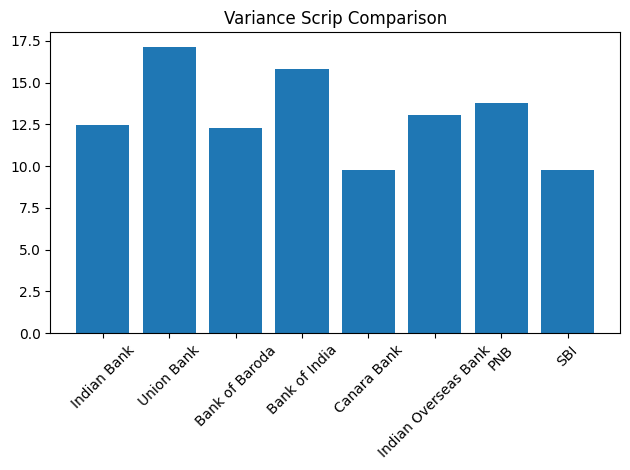 Variance Scrip Comparison
17.5
15.0
12.5
10.0
7.5
5.0
2.5
0.0
Indian Bank
Union Bank
Bank of Baroda
Bank of India
Canara Bank
Indian Overseas Bank
PNB
SBI